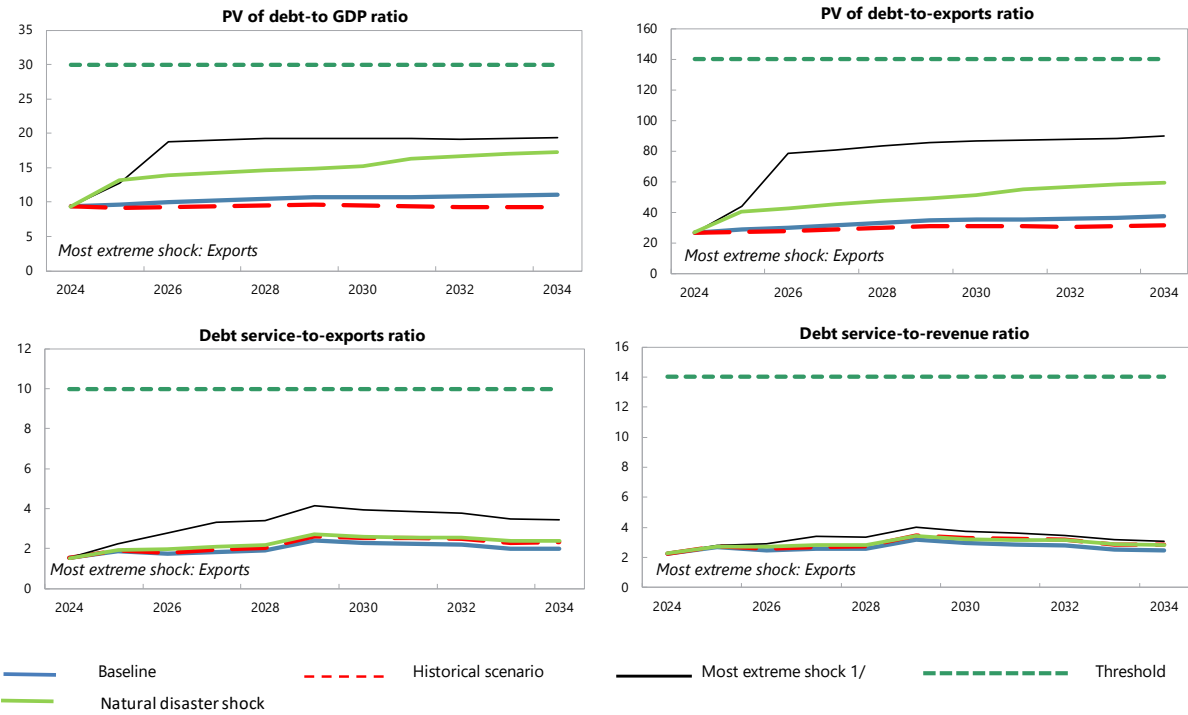 PV of debt-to GDP ratio
35
30
25
20
15
10
5
0
Most extreme shock: Exports
2024 2026 2028 2030 2032 2034
PV of debt-to-exports ratio
160
140
120
100
80
60
40
20
0
Most extreme shock: Exports
2024 2026 2028 2030 2032 2034
Debt service-to-exports ratio
12
10
8
6
4
2
0
Most extreme shock: Exports
2024 2026 2028 2030 2032 2034
Debt service-to-revenue ratio
16
14
12
10
8
6
4
2
0
Most extreme shock: Exports
2024 2026 2028 2030 2032 2034
Baseline Historical scenario Most extreme shock 1/ Threshold
Natural disaster shock